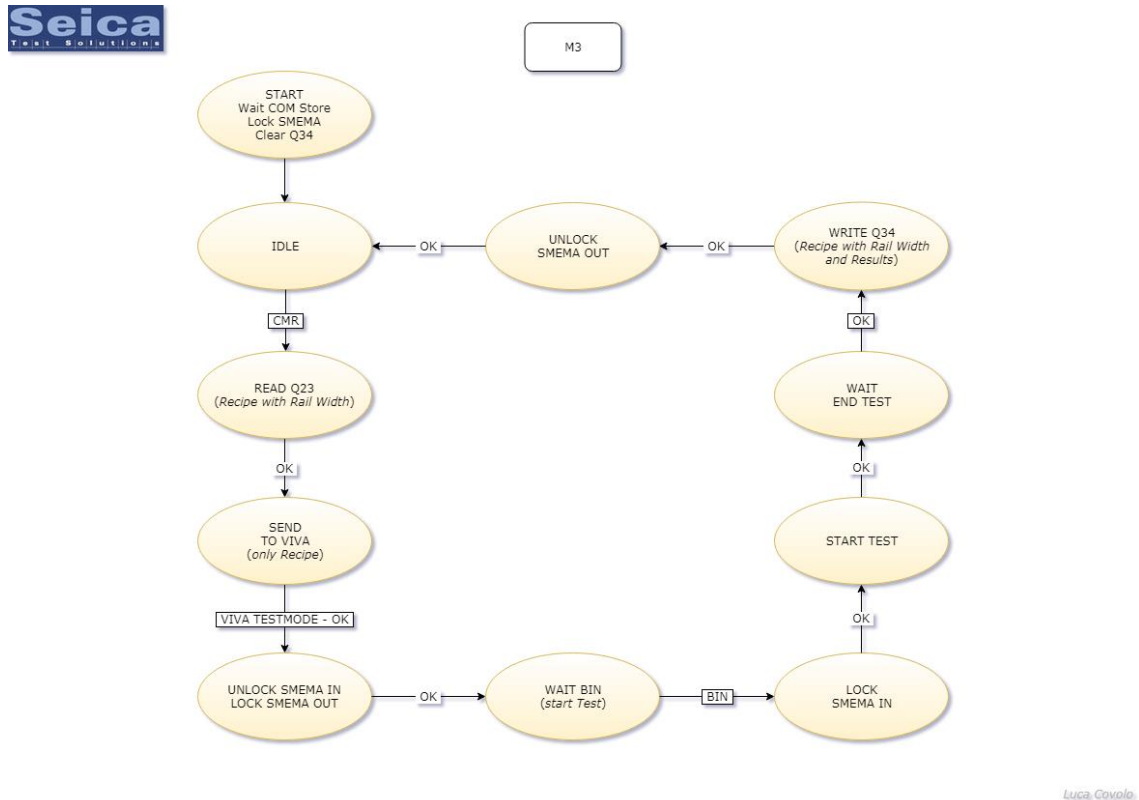 Seica
Test Solutions
M3
START
Wait COM Store
Lock SMEMA
Clear Q34
IDLE
OK
UNLOCK
SMEMA OUT
OK
WRITE Q34
(Recipe with Rail Width
and Results)
CMR
OK
READ Q23
(Recipe with Rail Width)
WAIT
END TEST
OK
OK
SEND
TO VIVA
(only Recipe)
START TEST
VIVA TESTMODE - OK
OK
UNLOCK SMEMA IN
LOCK SMEMA OUT
OK
WAIT BIN
(start Test)
BIN
LOCK
SMEMA IN
Luca Covolo